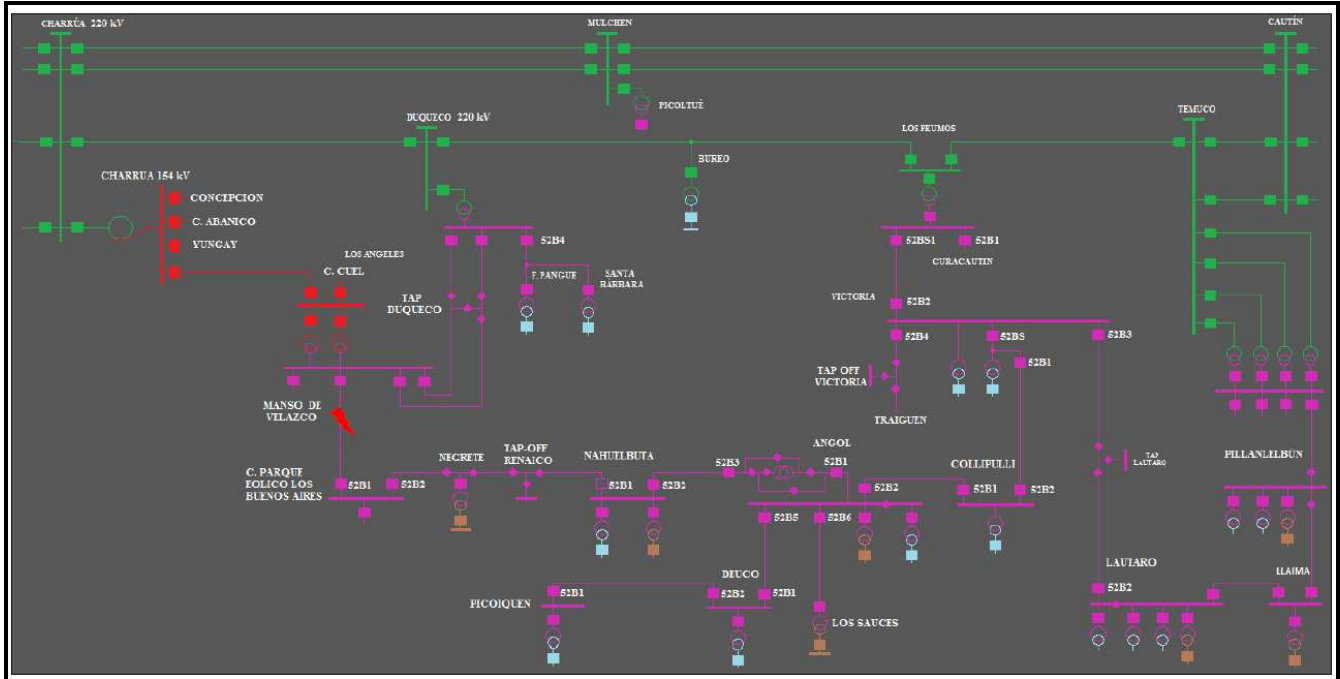 CHARRÚA 220 kV
MULCHEN
CAUTÍN
PICOLTUÉ
DUQUECO 220 kV
TEMUCO
LOS FEUMOS
BUREO
CHARRUA 154 kV
CONCEPCION
C. ABANICO
YUNGAY
LOS ANGELES
C. CUEL
52B4
52BS1
52B1
CURACAUTIN
F. PANGUE
SANTA
BARBARA
TAP
DUQUECO
VICTORIA
52B2
52B4
52BS
52B3
52B1
TAP OFF
VICTORIA
TRAIGUEN
MANSO DE
VELAZCO
NEGRETE
TAP-OFF
RENAICO
NAHUELBUTA
ANGOL
52B3
52B1
COLLIPULLI
TAP
LAUTARO
PILLANLELBÚN
C. PARQUE
EOLICO LOS
BUENOS AIRES
52B1
52B2
52B1
52B2
52B2
52B1
52B2
52B5
52B6
DEUCO
LAUTARO
LLAIMA
52B1
52B2
52B1
52B2
PICOIQUEN
LOS SAUCES